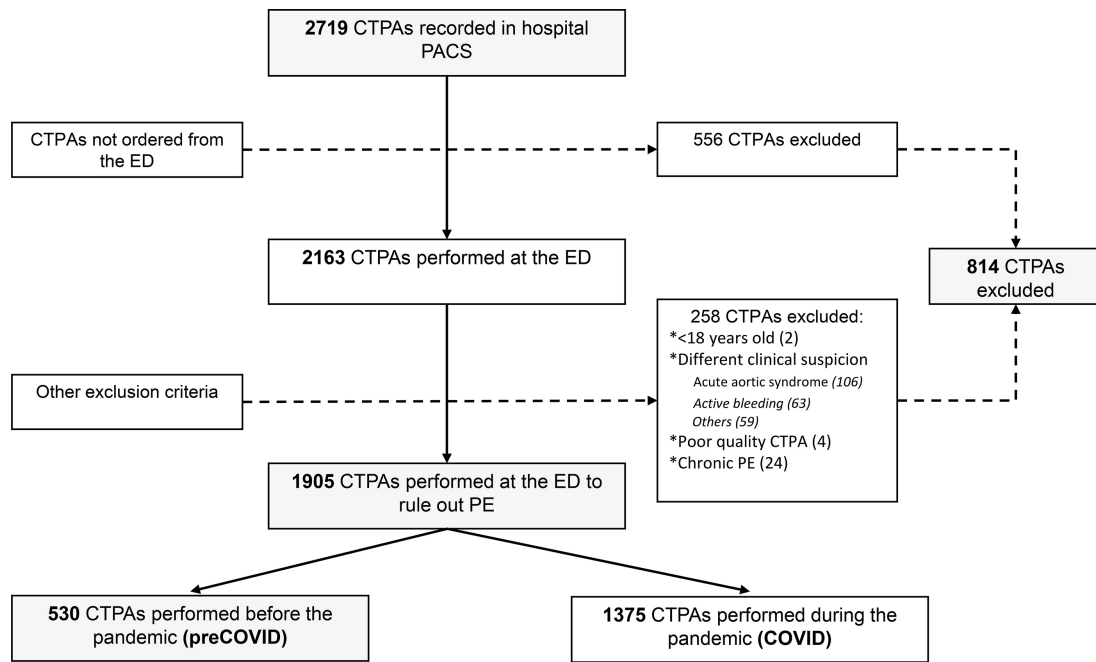 2719 CTPAs recorded in hospital
PACS
CTPAs not ordered from
the ED
556 CTPAs excluded
2163 CTPAs performed at the ED
814 CTPAs
excluded
258 CTPAs excluded:
*<18 years old (2)
*Different clinical suspicion
Acute aortic syndrome (106)
Active bleeding (63)
Others (59)
*Poor quality CTPA (4)
*Chronic PE (24)
Other exclusion criteria
1905 CTPAs performed at the ED to
rule out PE
530 CTPAs performed before the
pandemic (preCOVID)
1375 CTPAs performed during the
pandemic (COVID)